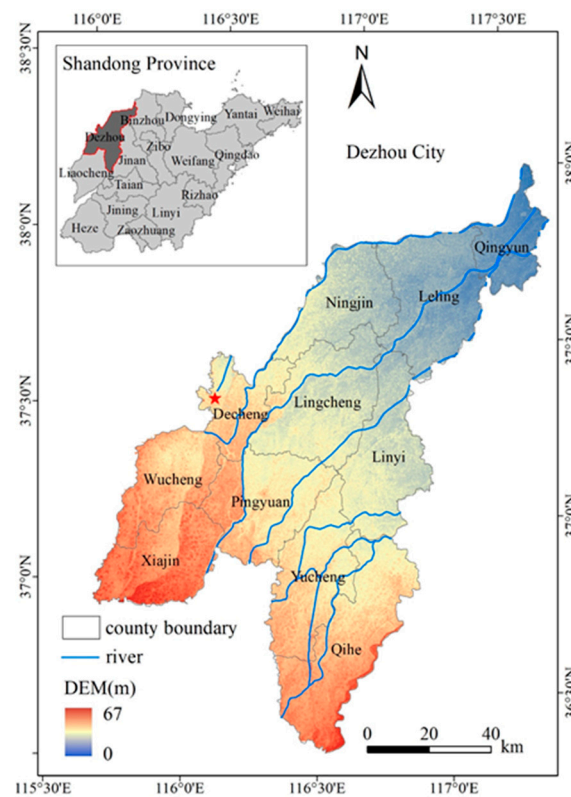 116°0'E
116°30'E
117°0'E
117°30'E
38°30'N
Shandong Province
Binzhou
Dongying
Yantai
Weihai
Dezhou
Zibo
Jinan
Weifang
Qingdao
Liaocheng
Taian
Rizhao
Jining
Linyi
Heze
Zaozhuang
N
Dezhou City
38°0'N
38°0'N
Qingyun
Ningjin
Leling
37°30'N
37°30'N
Decheng
Lingcheng
Linyi
Wucheng
Pingyuan
37°0'N
37°0'N
Xiajin
Yucheng
county boundary
river
Qihe
DEM(m)
67
0
36°30'N
0
20
40
km
115°30'E
116°0'E
116°30'E
117°0'E